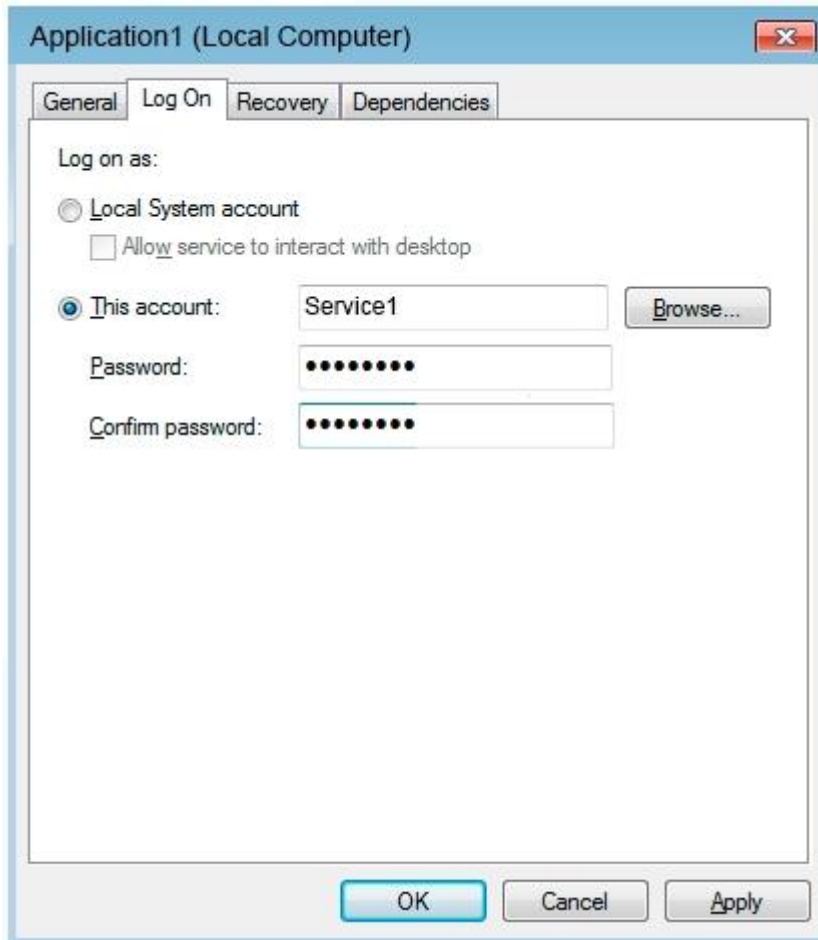 Application1 (Local Computer)
General Log On Recovery Dependencies
Log on as:
Local System account
Allow service to interact with desktop
This account: Service1 Browse...
Password: ••••••••
Confirm password: ••••••••
OK Cancel Apply